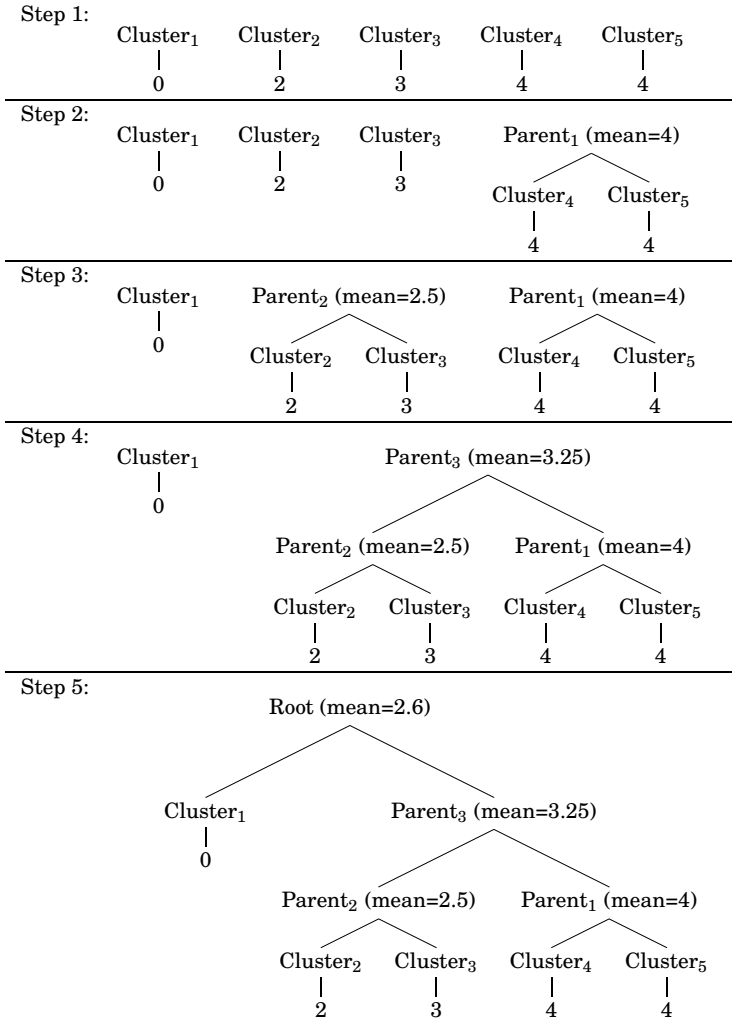 Step 1:
Cluster₁ Cluster₂ Cluster₃ Cluster₄ Cluster₅
0 2 3 4 4
Step 2:
Cluster₁ Cluster₂ Cluster₃ Parent₁ (mean=4)
0 2 3
Cluster₄ Cluster₅
4 4
Step 3:
Cluster₁ Parent₂ (mean=2.5) Parent₁ (mean=4)
0
Cluster₂ Cluster₃ Cluster₄ Cluster₅
2 3 4 4
Step 4:
Cluster₁ Parent₃ (mean=3.25)
0
Parent₂ (mean=2.5) Parent₁ (mean=4)
Cluster₂ Cluster₃ Cluster₄ Cluster₅
2 3 4 4
Step 5:
Root (mean=2.6)
Cluster₁ Parent₃ (mean=3.25)
0
Parent₂ (mean=2.5) Parent₁ (mean=4)
Cluster₂ Cluster₃ Cluster₄ Cluster₅
2 3 4 4